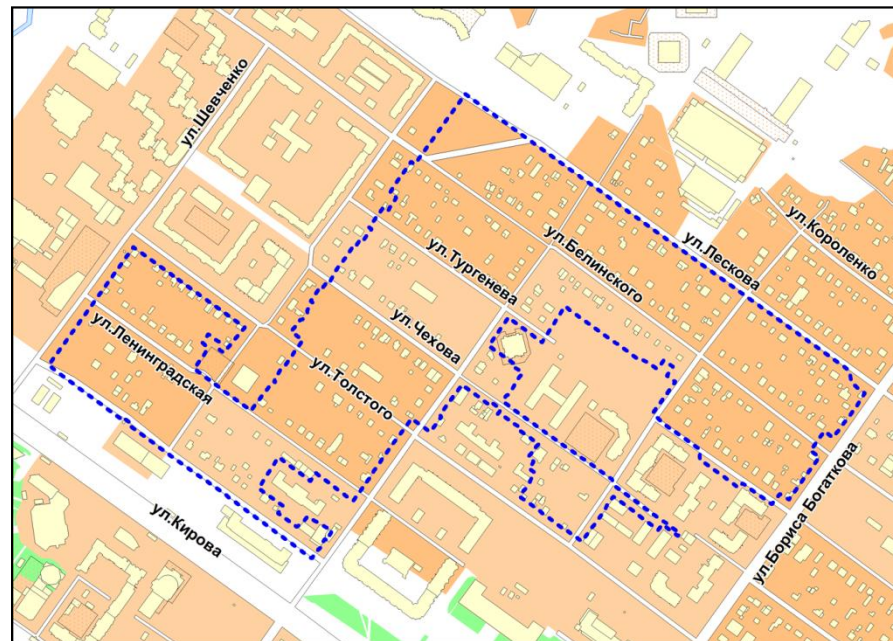 ул.Шевченко
ул.Короленко
ул.Лескова
ул.Белинского
ул.Тургенева
ул.Чехова
ул.Толстого
ул.Ленинградская
ул.Кирова
ул.Бориса Богаткова